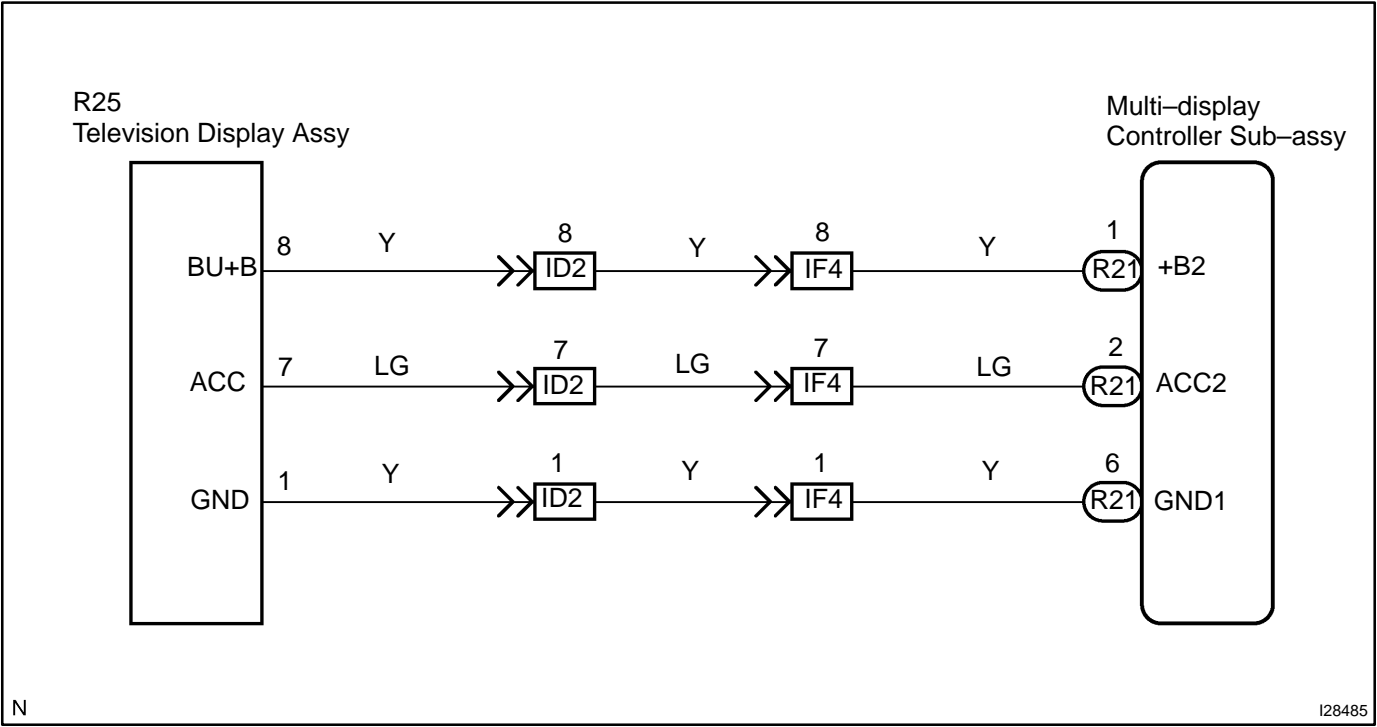 R25
Television Display Assy
Multi–display
Controller Sub–assy
BU+B 8 Y 8 ID2 Y 8 IF4 Y 1 R21 +B2
ACC 7 LG 7 ID2 LG 7 IF4 LG 2 R21 ACC2
GND 1 Y 1 ID2 Y 1 IF4 Y 6 R21 GND1
N
I28485